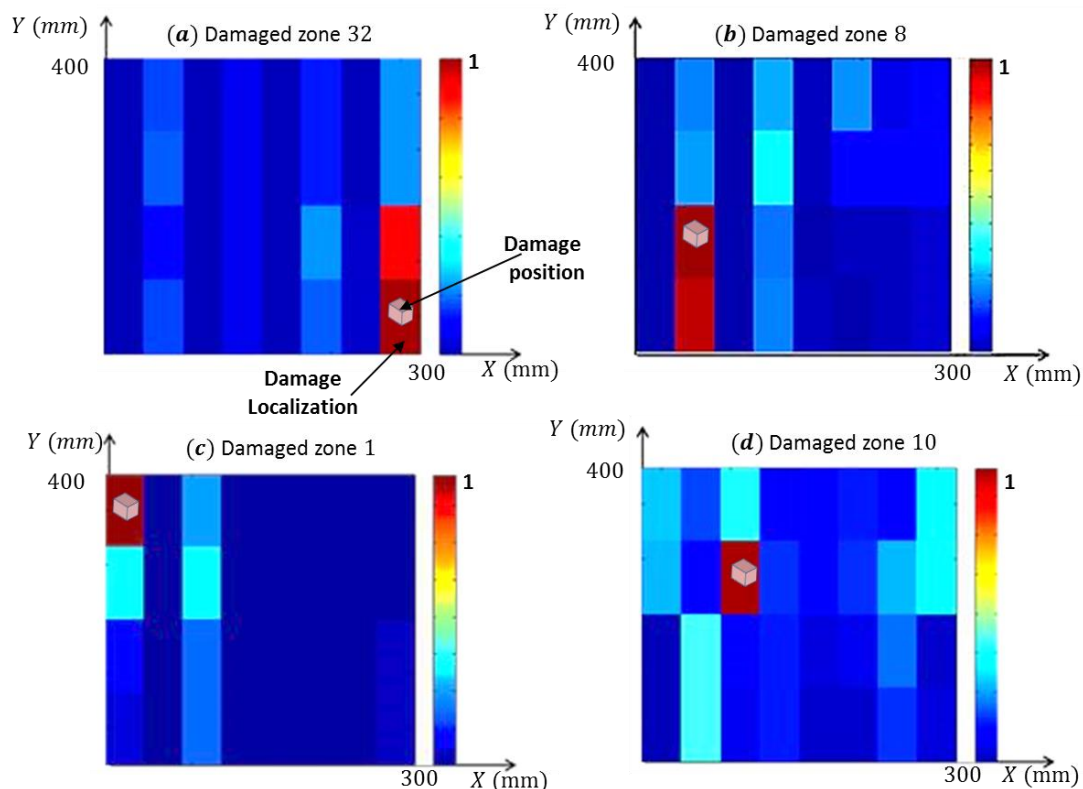 Y (mm)
(a) Damaged zone 32
400
1
Damage
position
Damage
Localization
300
X (mm)
Y (mm)
(b) Damaged zone 8
400
1
300
X (mm)
Y (mm)
(c) Damaged zone 1
400
1
300
X (mm)
Y (mm)
(d) Damaged zone 10
400
1
300
X (mm)